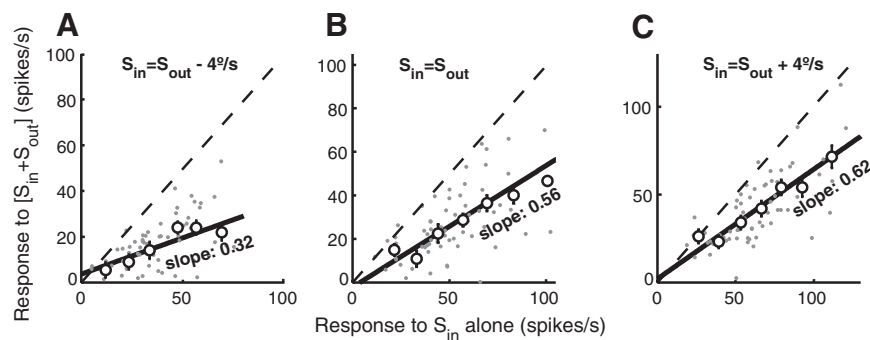 A
B
C
S_in=S_out - 4º/s
S_in=S_out
S_in=S_out + 4º/s
Response to [S_in+S_out] (spikes/s)
100
80
60
40
20
0
slope: 0.32
0
50
100
100
80
60
40
20
0
slope: 0.56
0
50
100
100
50
0
slope: 0.62
0
50
100
Response to S_in alone (spikes/s)